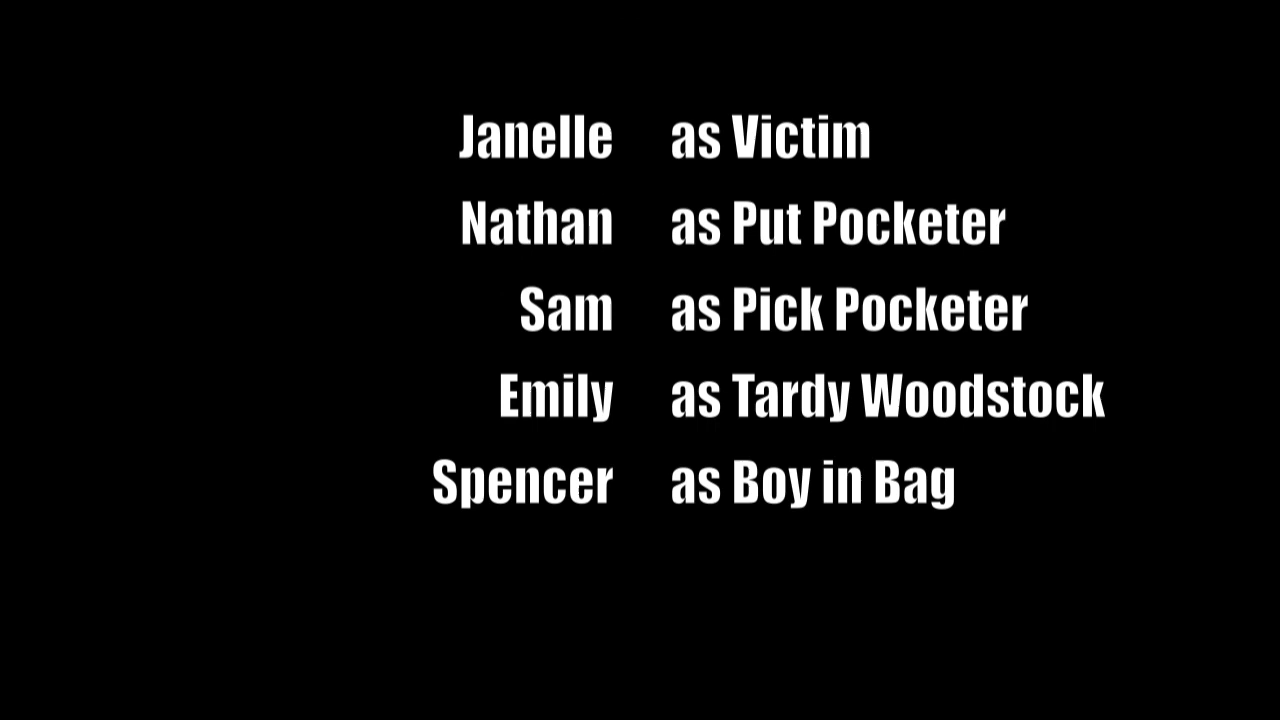 Janelle as Victim
Nathan as Put Pocketer
Sam as Pick Pocketer
Emily as Tardy Woodstock
Spencer as Boy in Bag